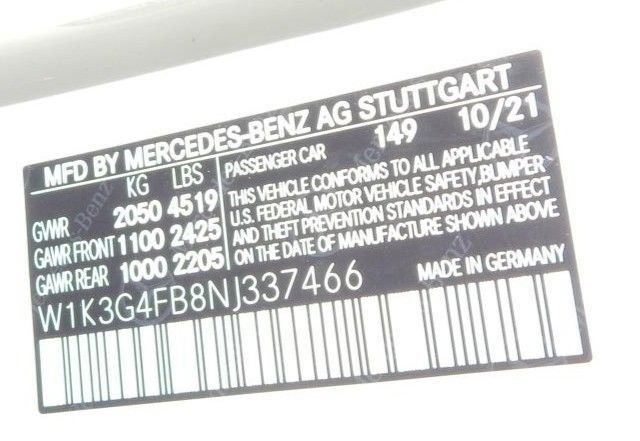 MFD BY MERCEDES-BENZ AG STUTTGART
KG LBS
GVWR 2050 4519
GAWR FRONT 1100 2425
GAWR REAR 1000 2205
PASSENGER CAR 149 10/21
THIS VEHICLE CONFORMS TO ALL APPLICABLE
U.S. FEDERAL MOTOR VEHICLE SAFETY,BUMPER
AND THEFT PREVENTION STANDARDS IN EFFECT
ON THE DATE OF MANUFACTURE SHOWN ABOVE
W1K3G4FB8NJ337466 MADE IN GERMANY